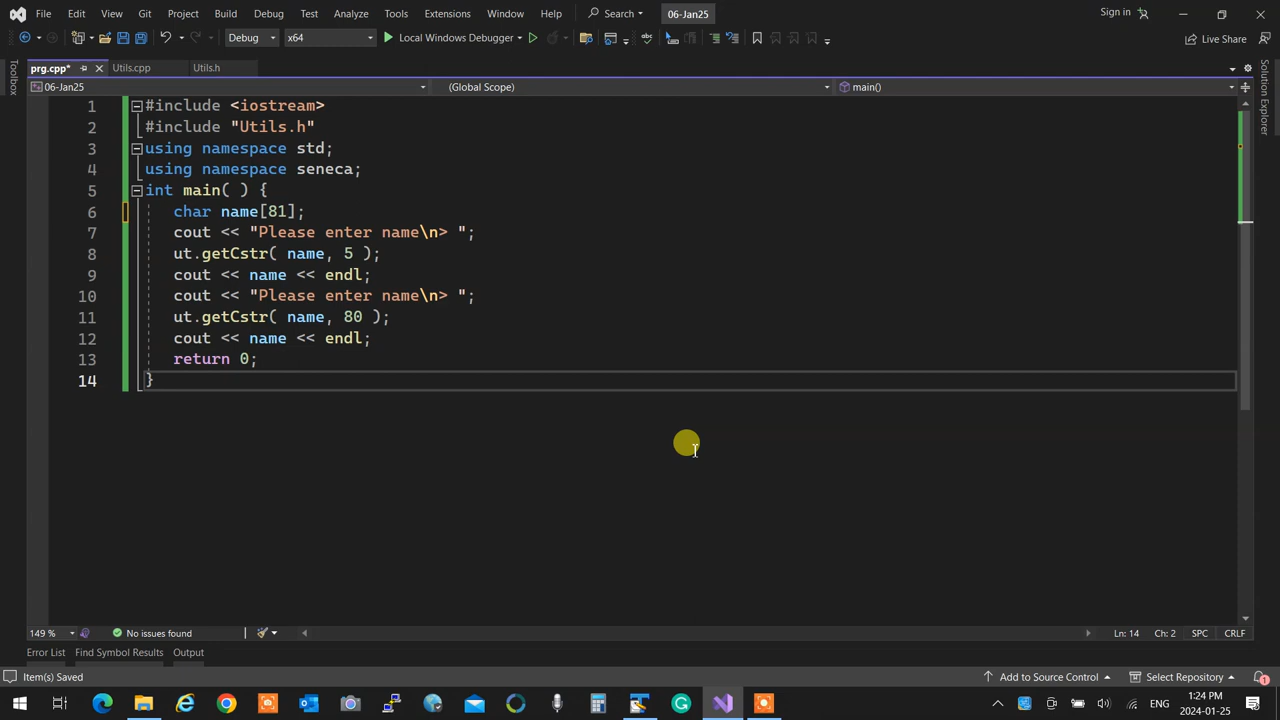 File Edit View Git Project Build Debug Test Analyze Tools Extensions Window Help Search 06-Jan25 Sign in
Debug x64 Local Windows Debugger Live Share
prg.cpp* Utils.cpp Utils.h
06-Jan25 (Global Scope) main()
Toolbox
Solution Explorer
1 #include <iostream>
2 #include "Utils.h"
3 using namespace std;
4 using namespace seneca;
5 int main( ) {
6 char name[81];
7 cout << "Please enter name\n> ";
8 ut.getCstr( name, 5 );
9 cout << name << endl;
10 cout << "Please enter name\n> ";
11 ut.getCstr( name, 80 );
12 cout << name << endl;
13 return 0;
14 }
149 % No issues found Ln: 14 Ch: 2 SPC CRLF
Error List Find Symbol Results Output
Item(s) Saved Add to Source Control Select Repository 1
ENG 1:24 PM
2024-01-25